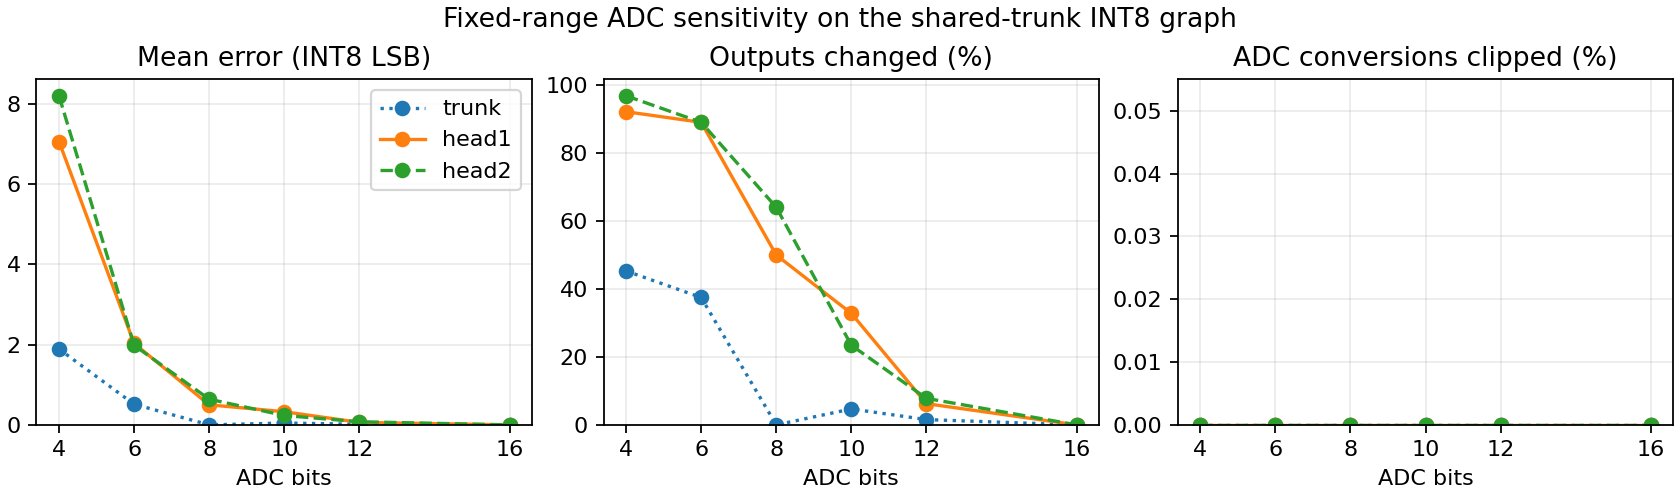 Fixed-range ADC sensitivity on the shared-trunk INT8 graph
Mean error (INT8 LSB)
8
6
4
2
0
trunk
head1
head2
4 6 8 10 12 16
ADC bits
Outputs changed (%)
100
80
60
40
20
0
4 6 8 10 12 16
ADC bits
ADC conversions clipped (%)
0.05
0.04
0.03
0.02
0.01
0.00
4 6 8 10 12 16
ADC bits